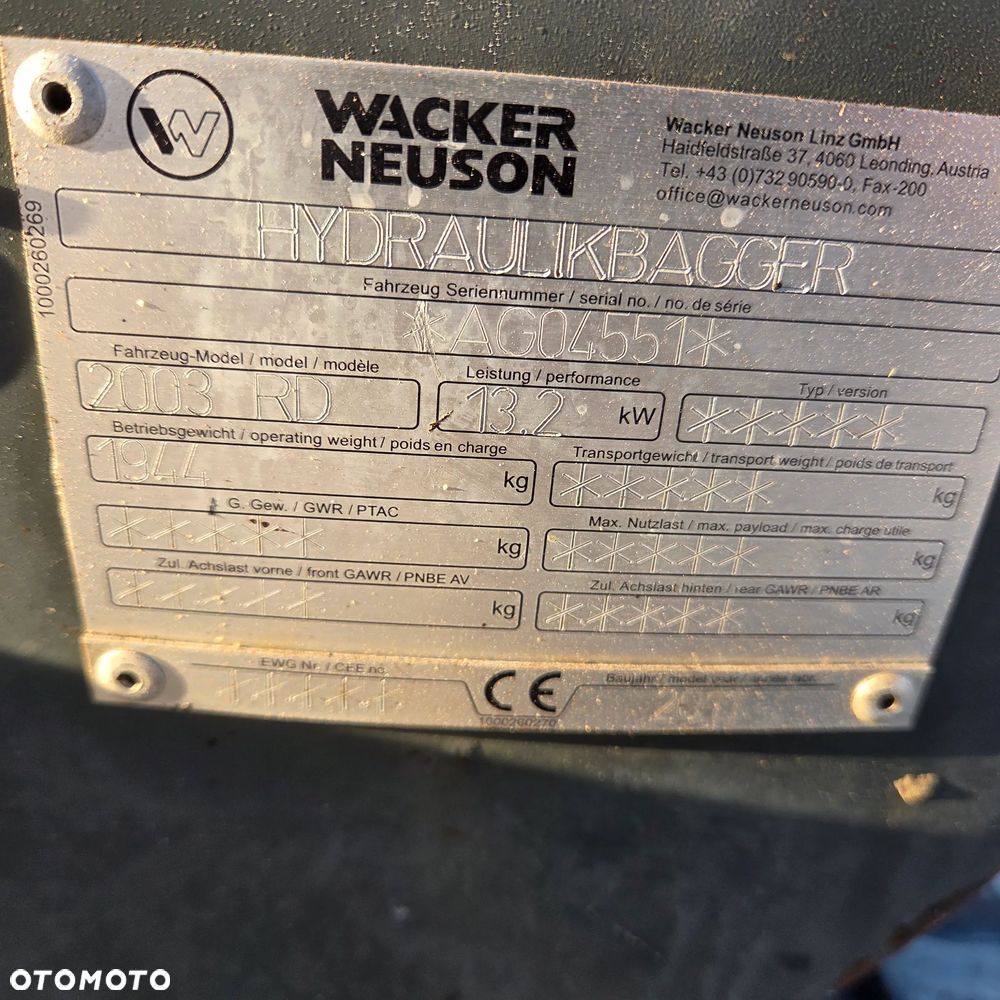 W
WACKER
NEUSON
Wacker Neuson Linz GmbH
Haidfeldstraße 37, 4060 Leonding, Austria
Tel. +43 (0)732 90590-0, Fax-200
office@wackerneuson.com
1000260269
HYDRAULIKBAGGER
Fahrzeug Seriennummer / serial no. / no. de série
*AG04551*
Fahrzeug-Model / model / modèle
2003 RD
Leistung / performance
13.2 kW
Typ / version
*****
Betriebsgewicht / operating weight / poids en charge
1944 kg
Transportgewicht / transport weight / poids de transport
***** kg
G. Gew. / GWR / PTAC
***** kg
Max. Nutzlast / max. payload / max. charge utile
***** kg
Zul. Achslast vorne / front GAWR / PNBE AV
***** kg
Zul. Achslast hinten / rear GAWR / PNBE AR
***** kg
EWG Nr. / CEE no.
*****
CE
1000260270
Baujahr / model year / année fabr.
OTOMOTO